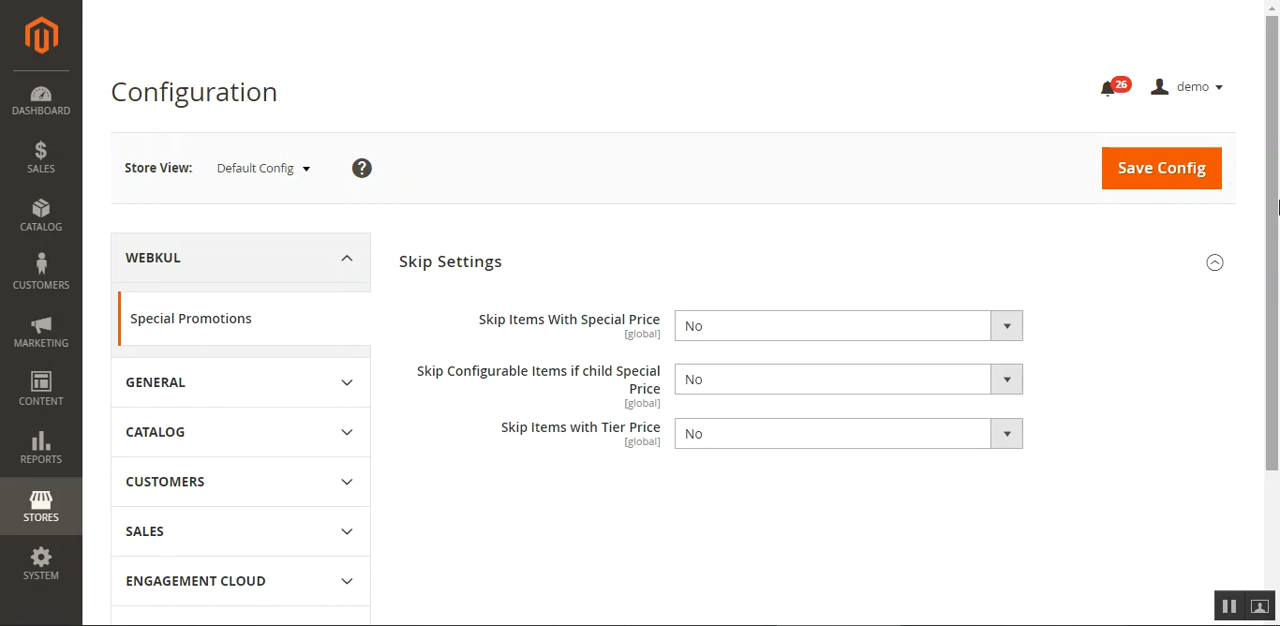 DASHBOARD
SALES
CATALOG
CUSTOMERS
MARKETING
CONTENT
REPORTS
STORES
SYSTEM
Configuration
26
demo
Store View:
Default Config
?
Save Config
WEBKUL
Special Promotions
GENERAL
CATALOG
CUSTOMERS
SALES
ENGAGEMENT CLOUD
Skip Settings
Skip Items With Special Price
[global]
No
Skip Configurable Items if child Special
Price
[global]
No
Skip Items with Tier Price
[global]
No